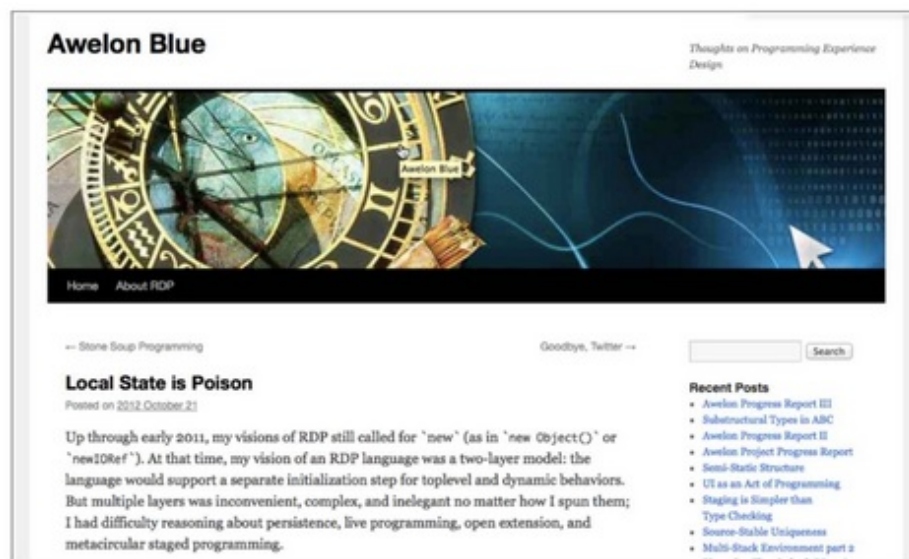 Awelon Blue
Thoughts on Programming Experience
Design
Awelon Blue
Home About RDP
← Stone Soup Programming
Goodbye, Twitter →
Search
Local State is Poison
Posted on 2012 October 21
Up through early 2011, my visions of RDP still called for `new` (as in `new Object()` or
`newIORef`). At that time, my vision of an RDP language was a two-layer model: the
language would support a separate initialization step for toplevel and dynamic behaviors.
But multiple layers was inconvenient, complex, and inelegant no matter how I spun them;
I had difficulty reasoning about persistence, live programming, open extension, and
metacircular staged programming.
Recent Posts
Awelon Progress Report III
Substructural Types in ABC
Awelon Progress Report II
Awelon Project Progress Report
Semi-Static Structure
UI as an Act of Programming
Staging is Simpler than
Type Checking
Source-Stable Uniqueness
Multi-Stack Environment part 2